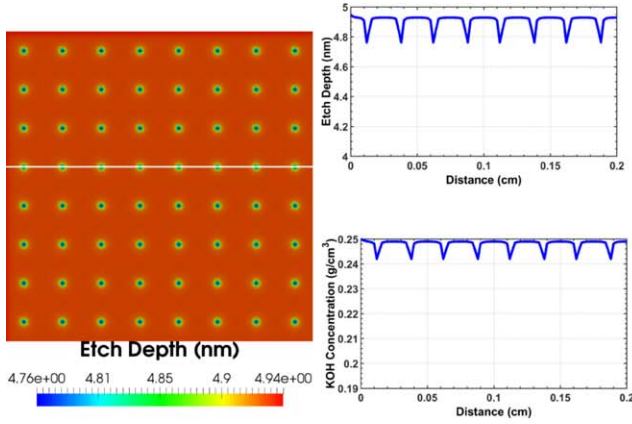 Etch Depth (nm)
4.76e+00 4.81 4.85 4.9 4.94e+00
Etch Depth (nm)
5
4.8
4.6
4.4
4.2
4
0 0.05 0.1 0.15 0.2
Distance (cm)
KOH Concentration (g/cm³)
0.25
0.24
0.23
0.22
0.21
0.2
0.19
0 0.05 0.1 0.15 0.2
Distance (cm)